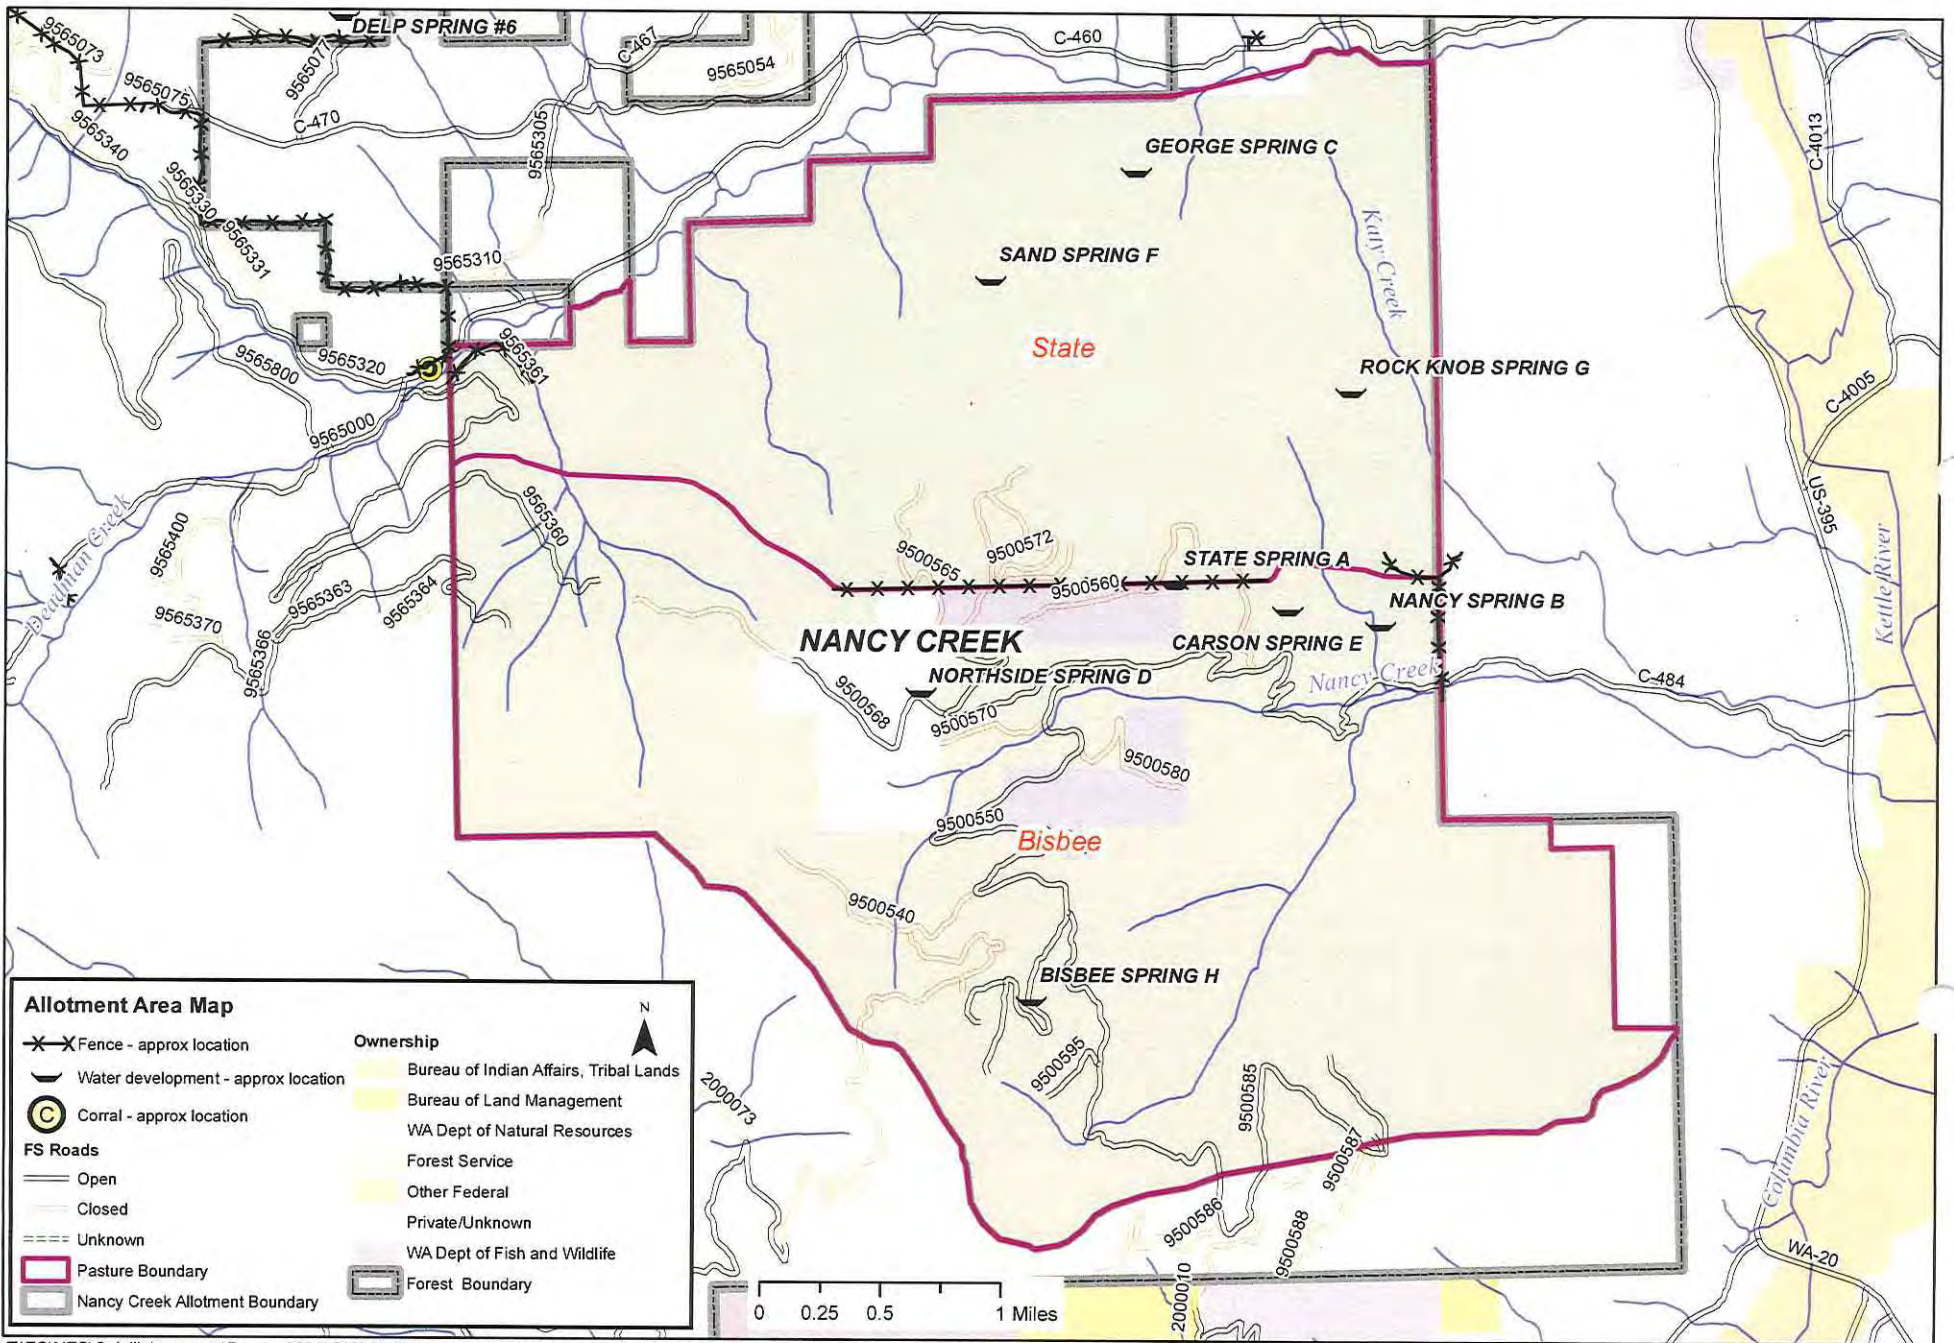 DELP SPRING #6
9565073
9565077
C-467
9565054
C-460
9565075
C-470
9565340
9565305
C-4013
GEORGE SPRING C
9565330
9565331
9565310
SAND SPRING F
Katy Creek
State
9565361
9565320
9565800
ROCK KNOB SPRING G
C-4005
9565000
US-395
Deadman Creek
9565400
9565360
9500565
9500572
STATE SPRING A
9500560
Kettle River
9565363
9565364
9565370
9565366
NANCY SPRING B
NANCY CREEK
CARSON SPRING E
NORTHSIDE SPRING D
Nancy Creek
C-484
9500568
9500570
9500580
9500550
Bisbee
9500540
BISBEE SPRING H
9500595
9500585
9500587
9500586
9500588
2000073
2000010
Columbia River
WA-20
Allotment Area Map
N
Fence - approx location
Water development - approx location
C
Corral - approx location
FS Roads
Open
Closed
Unknown
Pasture Boundary
Nancy Creek Allotment Boundary
Ownership
Bureau of Indian Affairs, Tribal Lands
Bureau of Land Management
WA Dept of Natural Resources
Forest Service
Other Federal
Private/Unknown
WA Dept of Fish and Wildlife
Forest Boundary
0 0.25 0.5 1 Miles